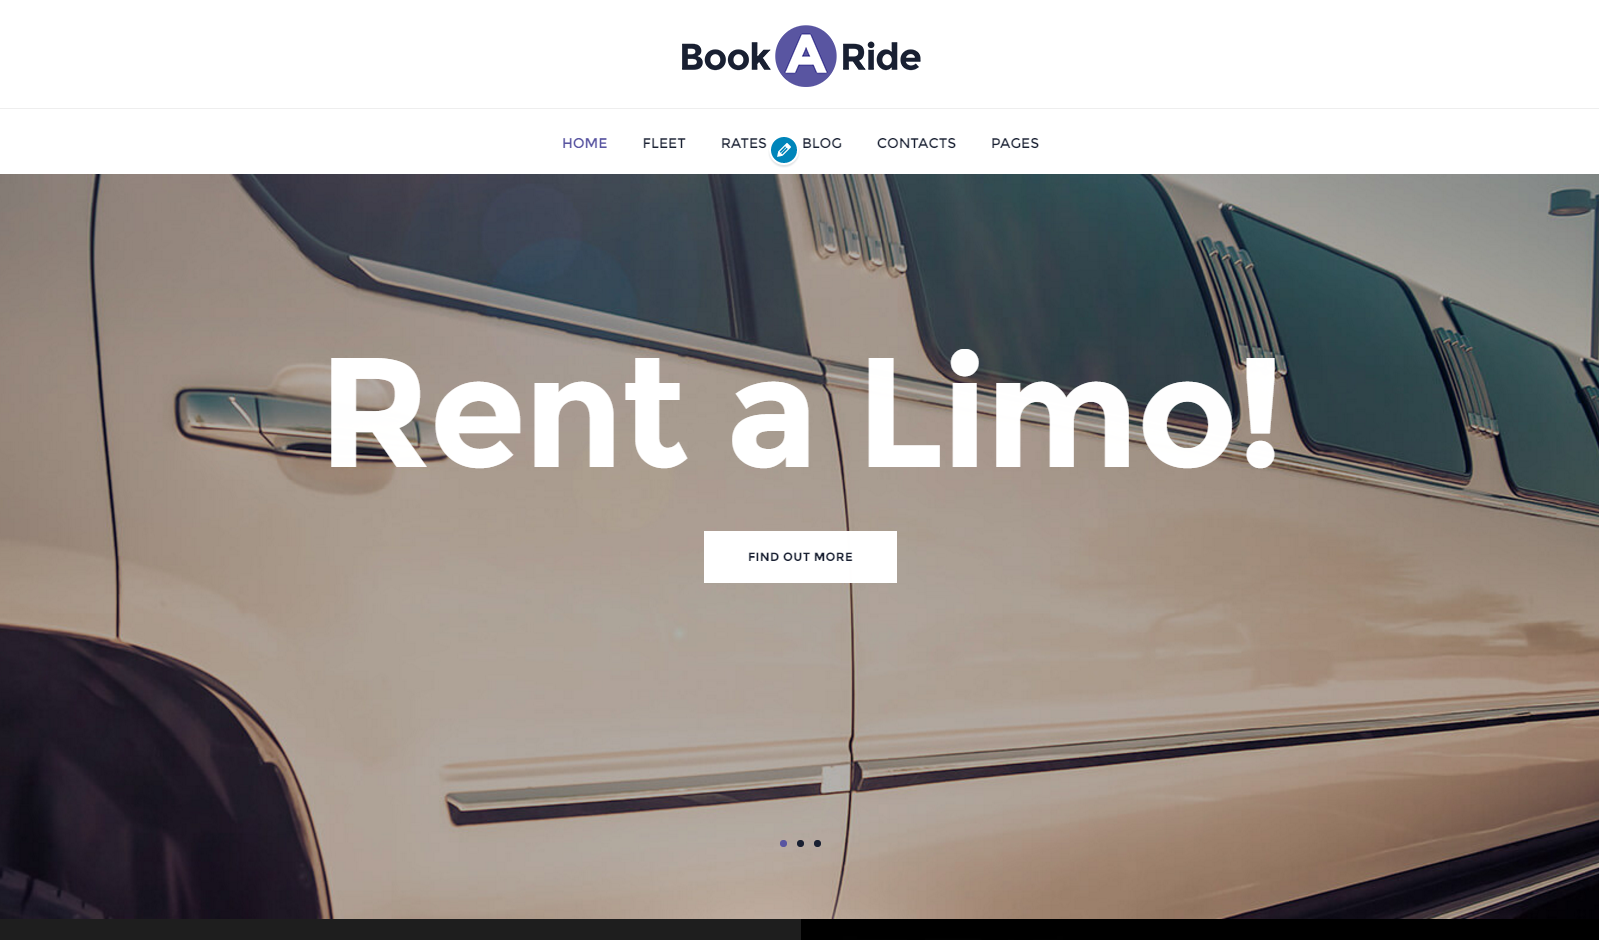 Book A Ride
HOME FLEET RATES BLOG CONTACTS PAGES
Rent a Limo!
FIND OUT MORE